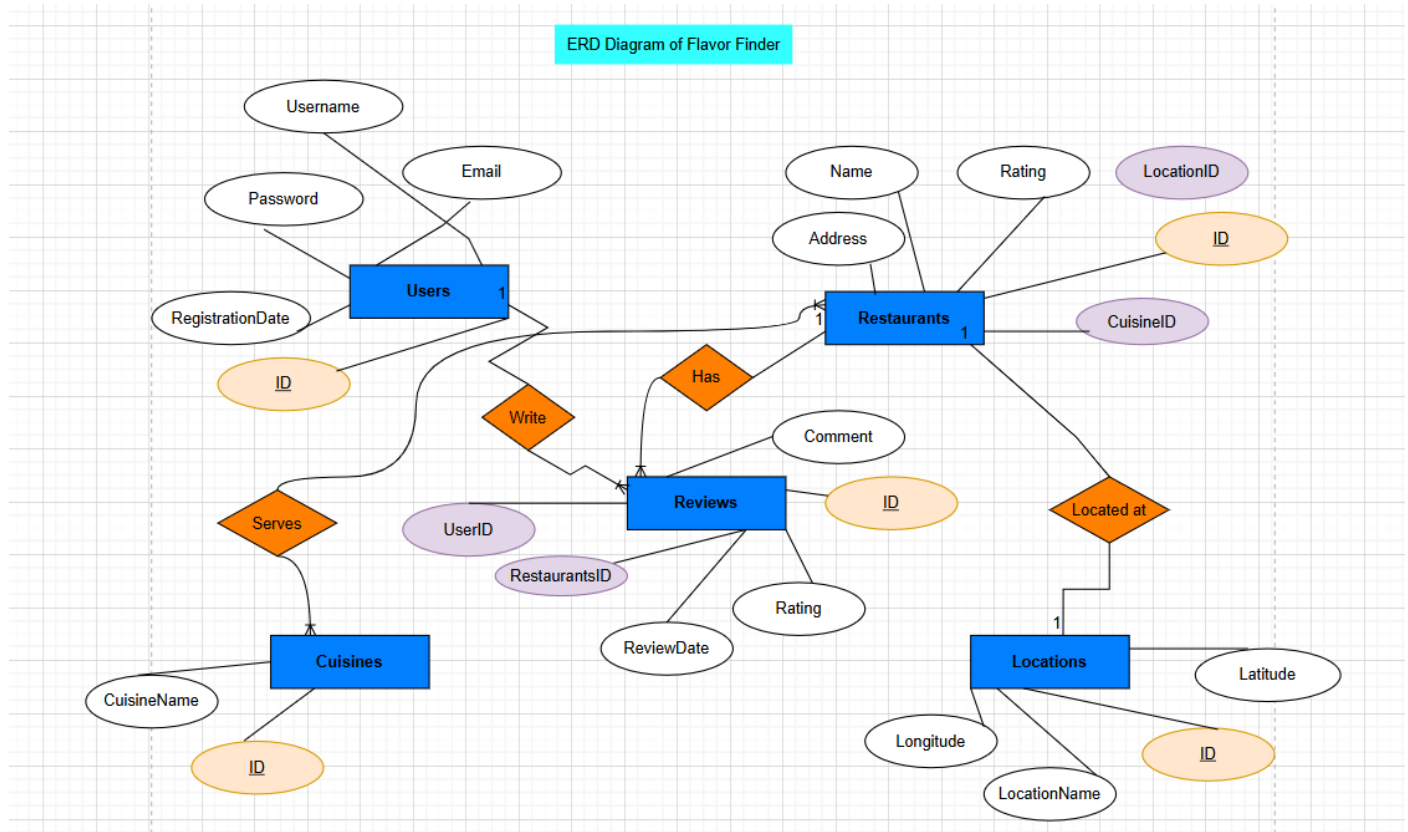 ERD Diagram of Flavor Finder
Username
Email
Password
Name
Rating
LocationID
Address
ID
Users
1
RegistrationDate
Restaurants
1
1
CuisineID
ID
Has
Write
Comment
Reviews
ID
Located at
Serves
UserID
RestaurantsID
Rating
ReviewDate
1
Cuisines
Locations
CuisineName
Latitude
Longitude
ID
ID
LocationName